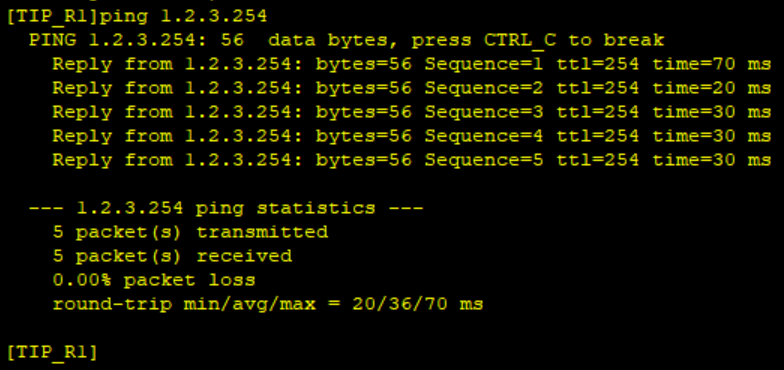 [TIP_R1]ping 1.2.3.254
PING 1.2.3.254: 56  data bytes, press CTRL_C to break
Reply from 1.2.3.254: bytes=56 Sequence=1 ttl=254 time=70 ms
Reply from 1.2.3.254: bytes=56 Sequence=2 ttl=254 time=20 ms
Reply from 1.2.3.254: bytes=56 Sequence=3 ttl=254 time=30 ms
Reply from 1.2.3.254: bytes=56 Sequence=4 ttl=254 time=30 ms
Reply from 1.2.3.254: bytes=56 Sequence=5 ttl=254 time=30 ms
--- 1.2.3.254 ping statistics ---
5 packet(s) transmitted
5 packet(s) received
0.00% packet loss
round-trip min/avg/max = 20/36/70 ms
[TIP_R1]